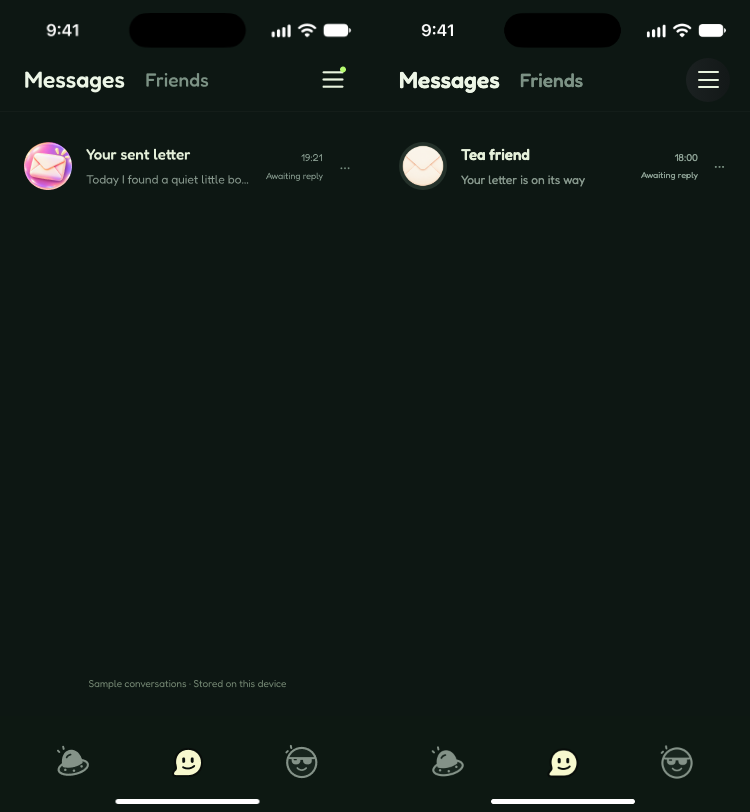 9:41
Messages Friends
Your sent letter 19:21
Today I found a quiet little bo... Awaiting reply ...
Sample conversations · Stored on this device
9:41
Messages Friends
Tea friend 18:00
Your letter is on its way Awaiting reply ...